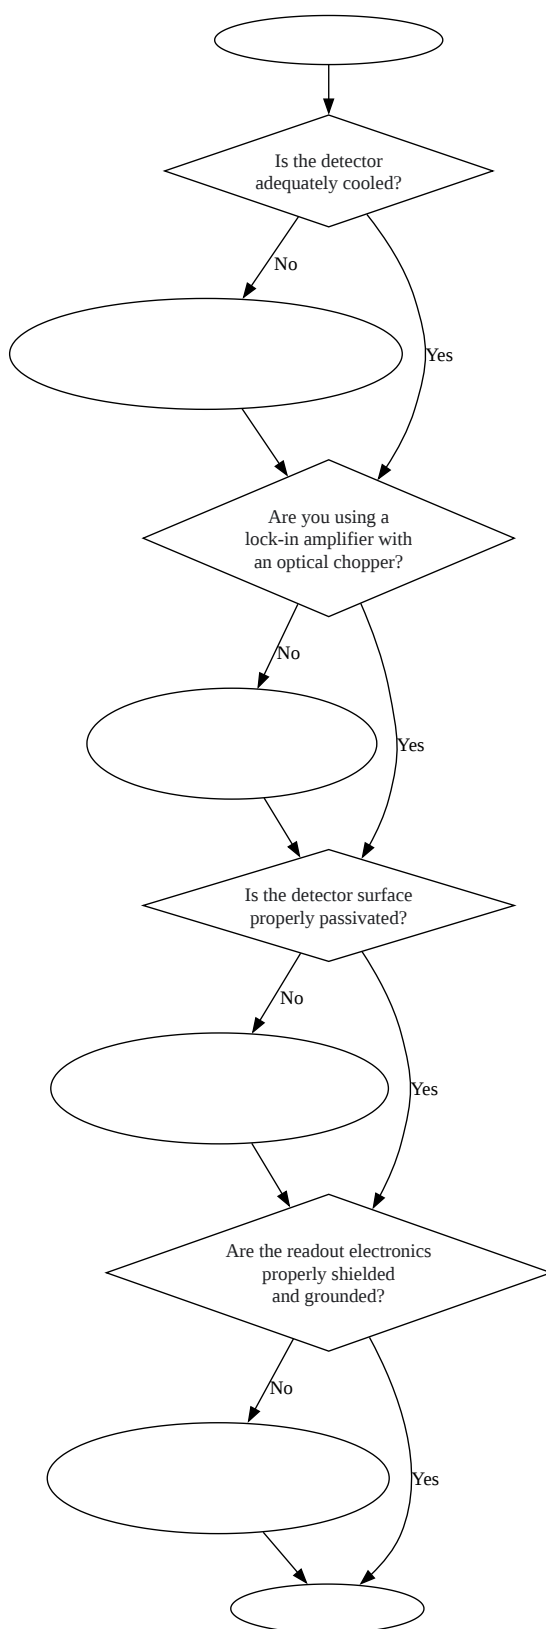 Is the detector
adequately cooled?
No
Yes
Are you using a
lock-in amplifier with
an optical chopper?
No
Yes
Is the detector surface
properly passivated?
No
Yes
Are the readout electronics
properly shielded
and grounded?
No
Yes